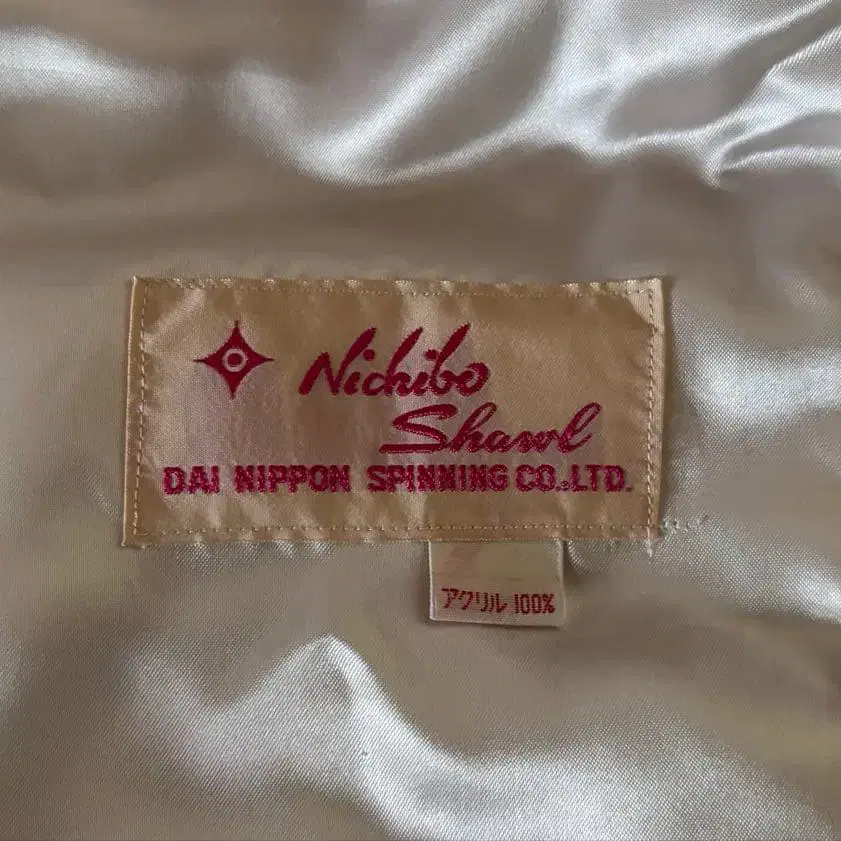 Nichibo
Shawl
DAI NIPPON SPINNING CO.,LTD.
アクリル 100%